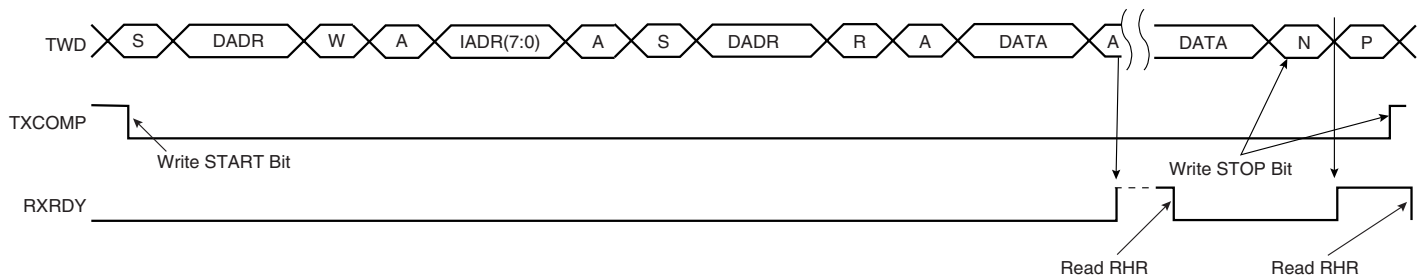 TWD S DADR W A IADR(7:0) A S DADR R A DATA A DATA N P
TXCOMP
Write START Bit
Write STOP Bit
RXRDY
Read RHR
Read RHR